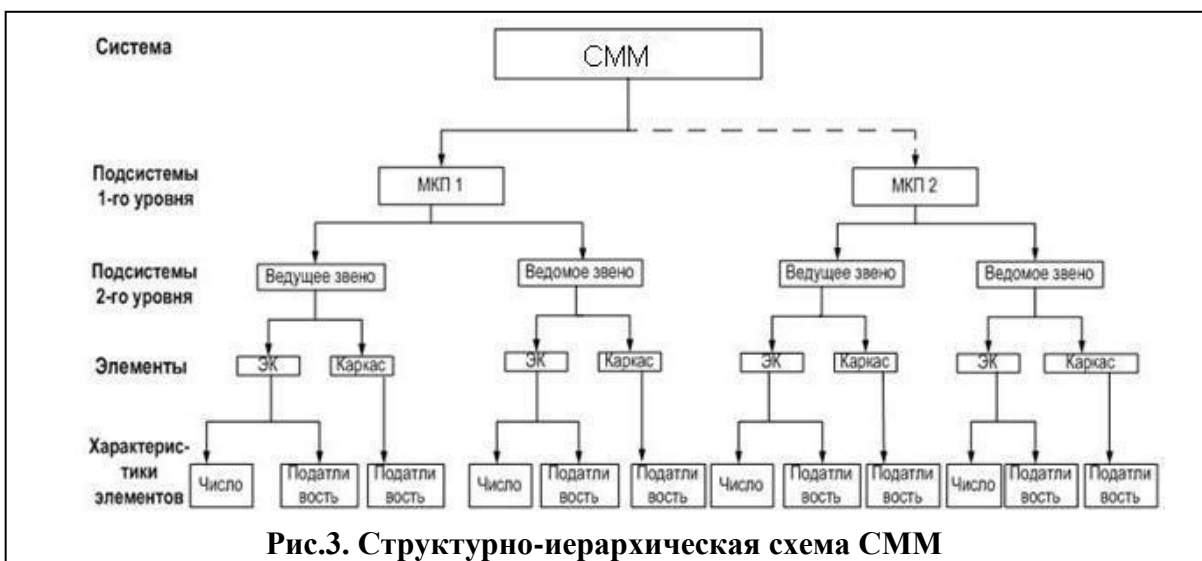 Система
СММ
Подсистемы
1-го уровня
МКП 1
МКП 2
Подсистемы
2-го уровня
Ведущее звено
Ведомое звено
Ведущее звено
Ведомое звено
Элементы
ЭК
Каркас
ЭК
Каркас
ЭК
Каркас
ЭК
Каркас
Характерис-
тики
элементов
Число
Податли
вость
Податли
вость
Число
Податли
вость
Податли
вость
Число
Податли
вость
Податли
вость
Число
Податли
вость
Податли
вость
Рис.3. Структурно-иерархическая схема СММ